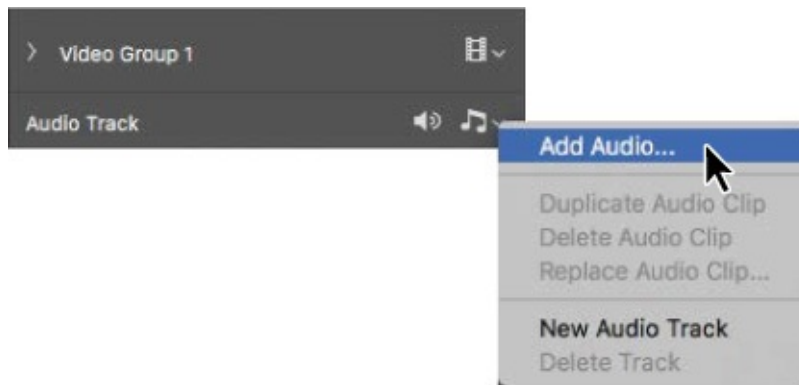 Video Group 1
Audio Track
Add Audio...
Duplicate Audio Clip
Delete Audio Clip
Replace Audio Clip...
New Audio Track
Delete Track